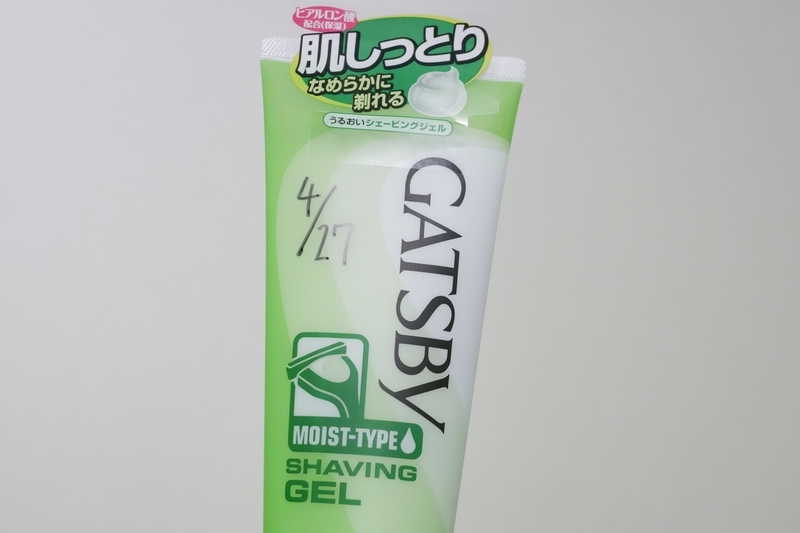 ヒアルロン酸
配合(保湿)
肌しっとり
なめらかに
剃れる
うるおいシェービングジェル
4/27
GATSBY
MOIST-TYPE
SHAVING
GEL